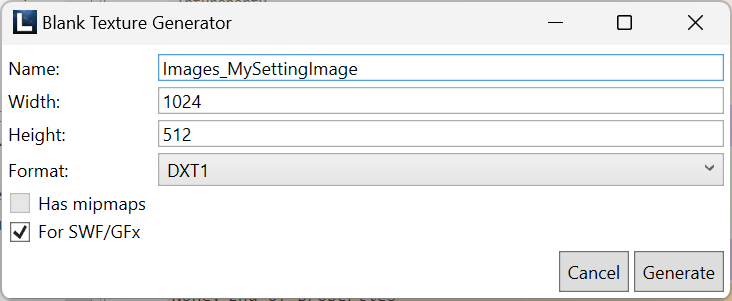 Blank Texture Generator
Name: Images_MySettingImage
Width: 1024
Height: 512
Format: DXT1
Has mipmaps
For SWF/GFx
Cancel Generate